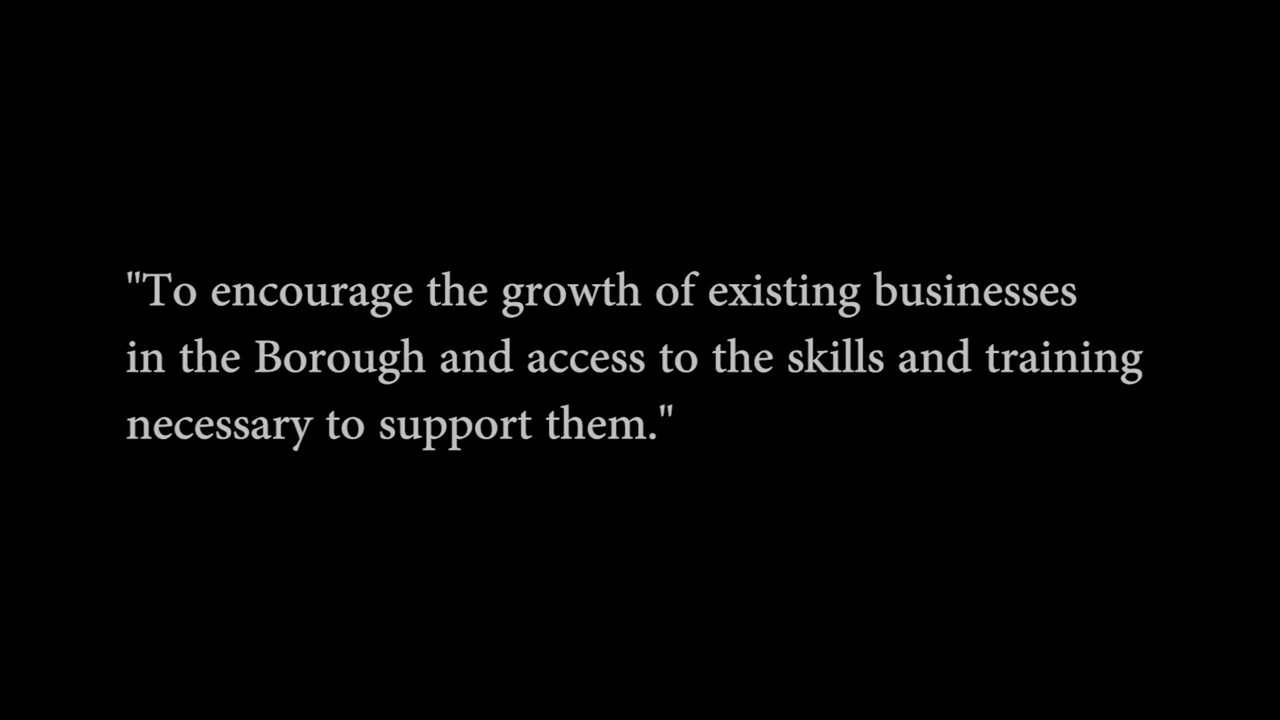 "To encourage the growth of existing businesses
in the Borough and access to the skills and training
necessary to support them."